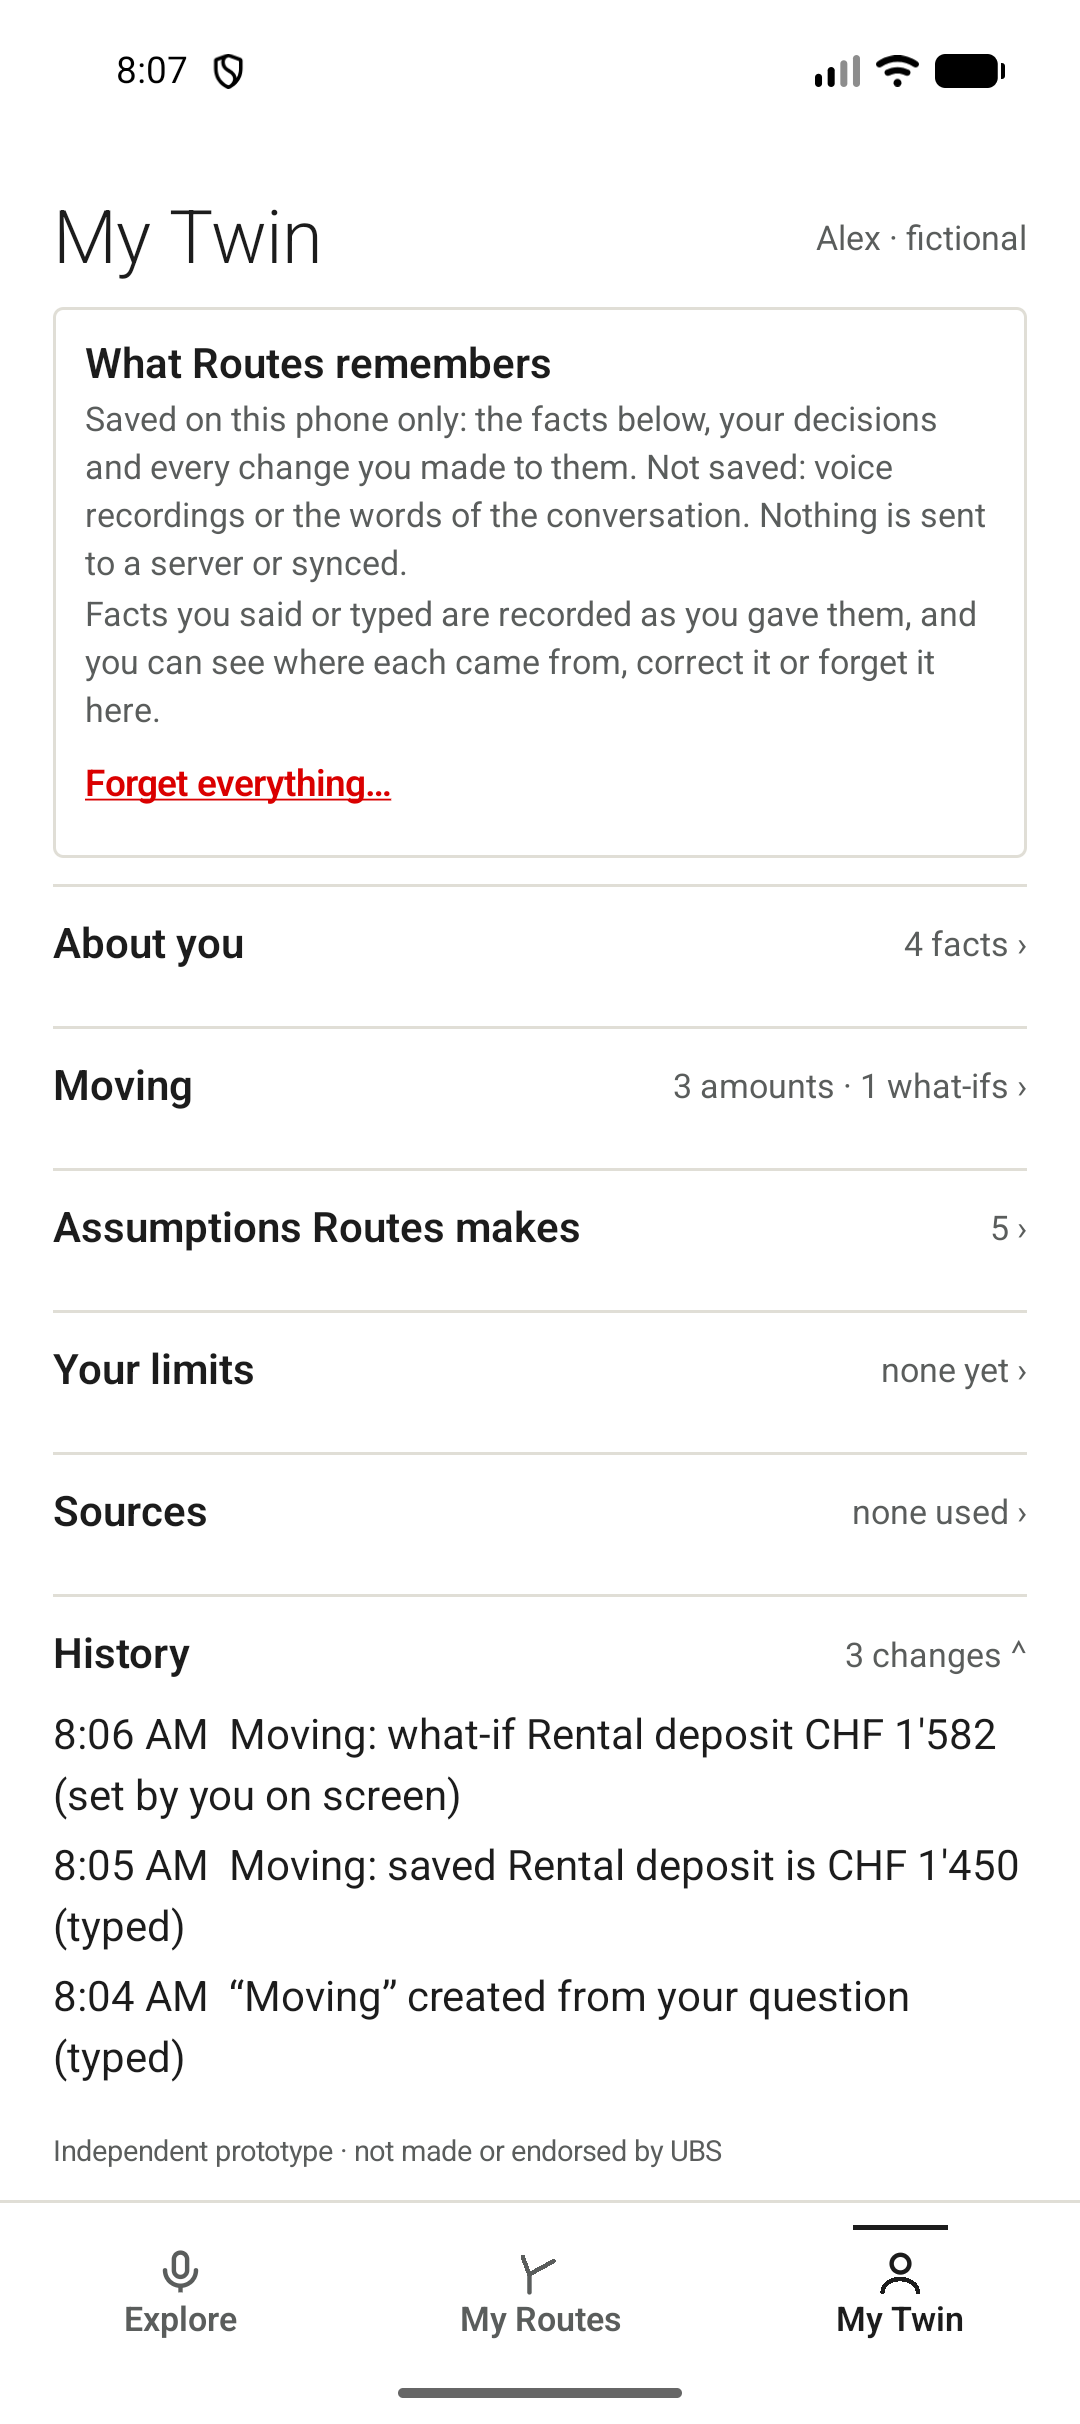 8:07
My Twin
Alex · fictional
What Routes remembers
Saved on this phone only: the facts below, your decisions
and every change you made to them. Not saved: voice
recordings or the words of the conversation. Nothing is sent
to a server or synced.
Facts you said or typed are recorded as you gave them, and
you can see where each came from, correct it or forget it
here.
Forget everything…
About you
4 facts ›
Moving
3 amounts · 1 what-ifs ›
Assumptions Routes makes
5 ›
Your limits
none yet ›
Sources
none used ›
History
3 changes ^
8:06 AM Moving: what-if Rental deposit CHF 1'582
(set by you on screen)
8:05 AM Moving: saved Rental deposit is CHF 1'450
(typed)
8:04 AM “Moving” created from your question
(typed)
Independent prototype · not made or endorsed by UBS
Explore
My Routes
My Twin